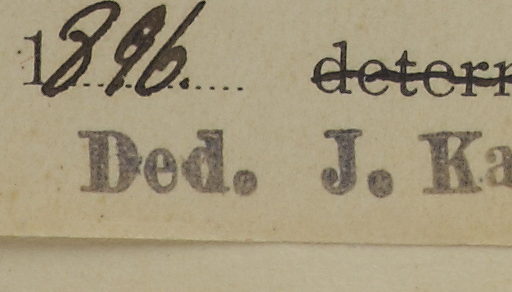 1896.
determ
Ded. J. Ka